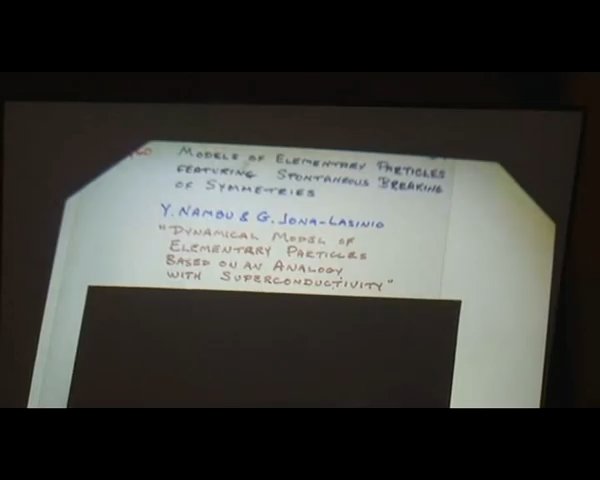 MODELS OF ELEMENTARY PARTICLES
FEATURING SPONTANEOUS BREAKING
OF SYMMETRIES
Y. NAMBU & G. JONA-LASINIO
"DYNAMICAL MODEL OF
ELEMENTARY PARTICLES
BASED ON AN ANALOGY
WITH SUPERCONDUCTIVITY"